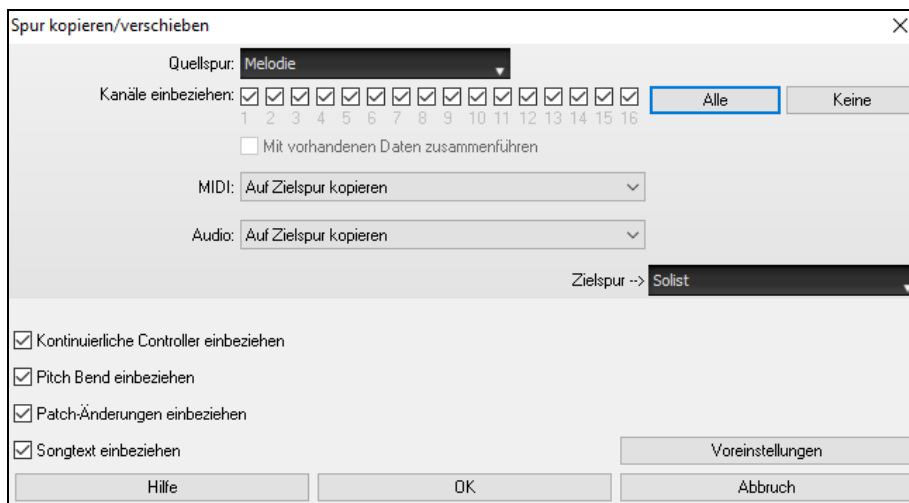 Spur kopieren/verschieben
Quellspur: Melodie
Kanäle einbeziehen: Alle Keine
1 2 3 4 5 6 7 8 9 10 11 12 13 14 15 16
Mit vorhandenen Daten zusammenführen
MIDI: Auf Zielspur kopieren
Audio: Auf Zielspur kopieren
Zielspur --> Solist
Kontinuierliche Controller einbeziehen
Pitch Bend einbeziehen
Patch-Änderungen einbeziehen
Songtext einbeziehen Voreinstellungen
Hilfe OK Abbruch